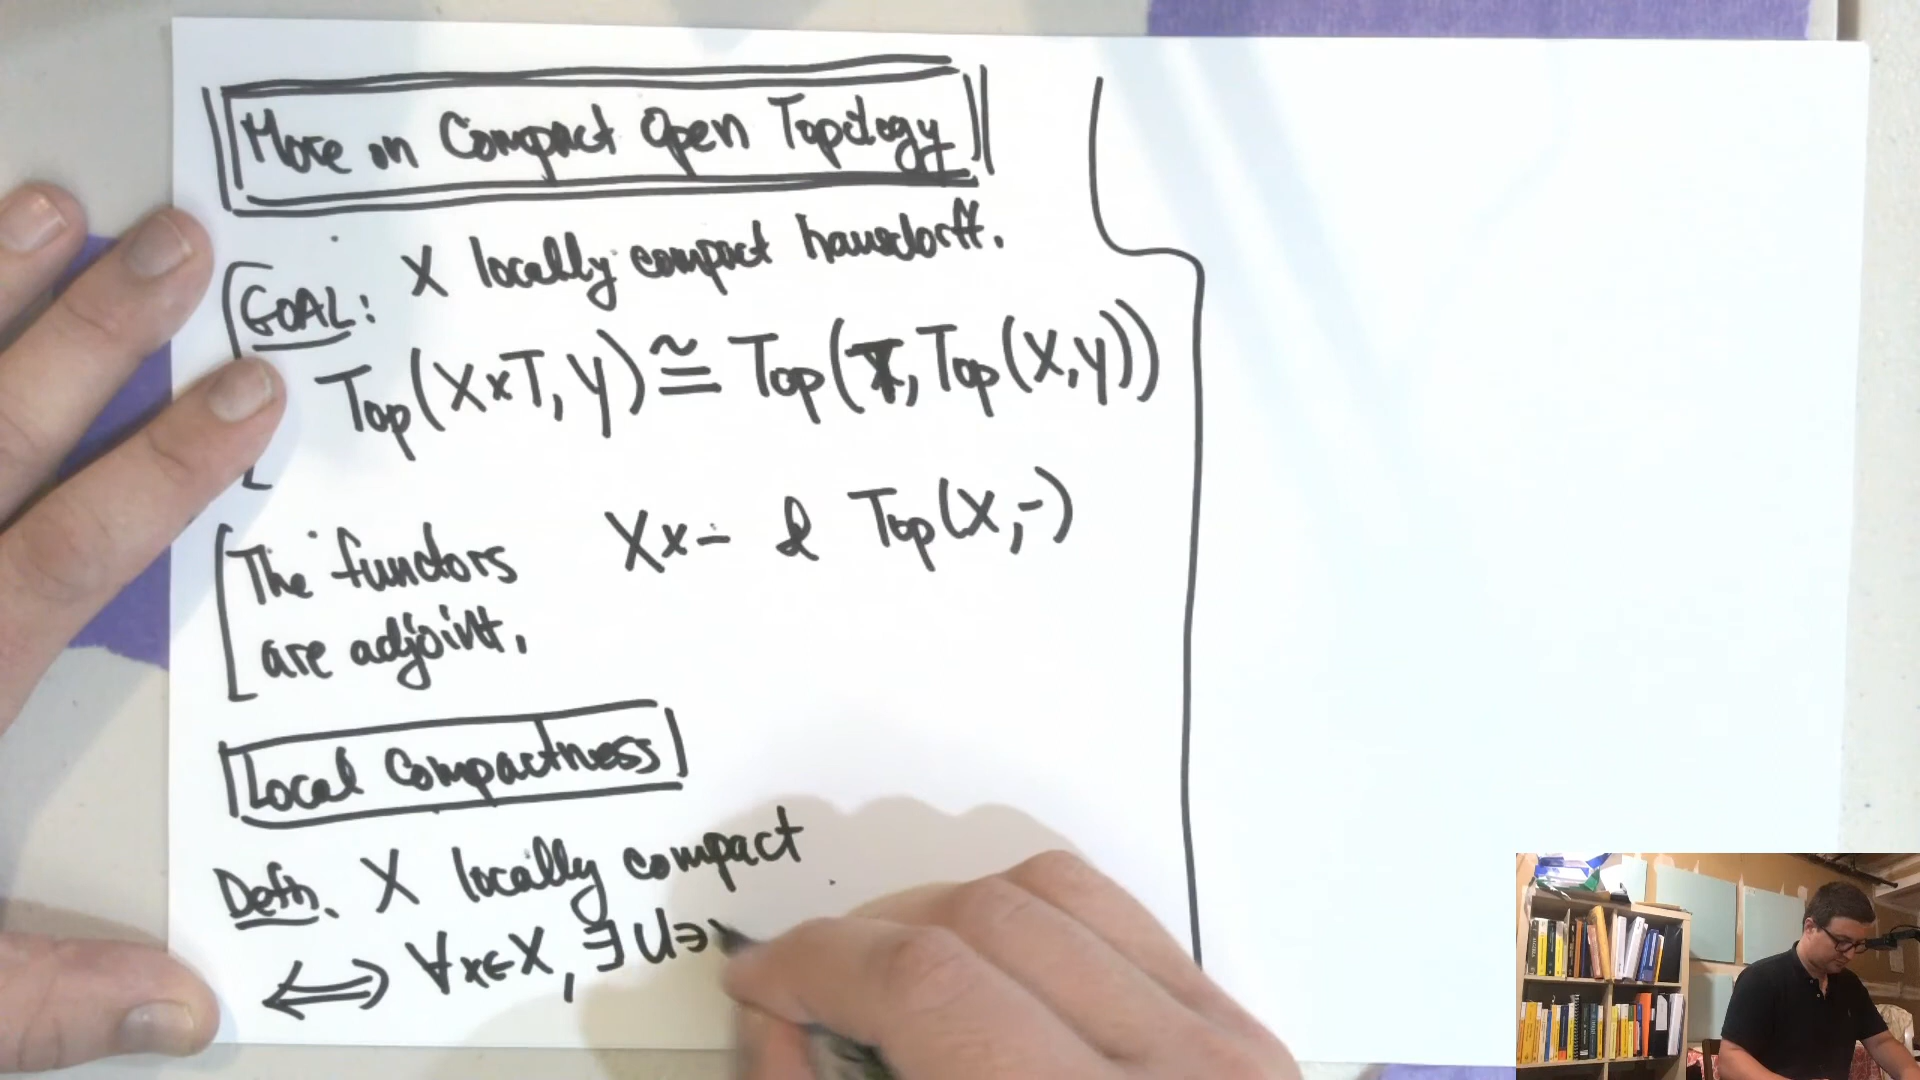 More on Compact Open Topology
GOAL: X locally compact hausdorff.
Top(X×T, Y) ≅ Top(T, Top(X,Y))
The functors X×- & Top(X,-)
are adjoint.
Local Compactness
Defn. X locally compact
⟺ ∀x∈X, ∃U∋